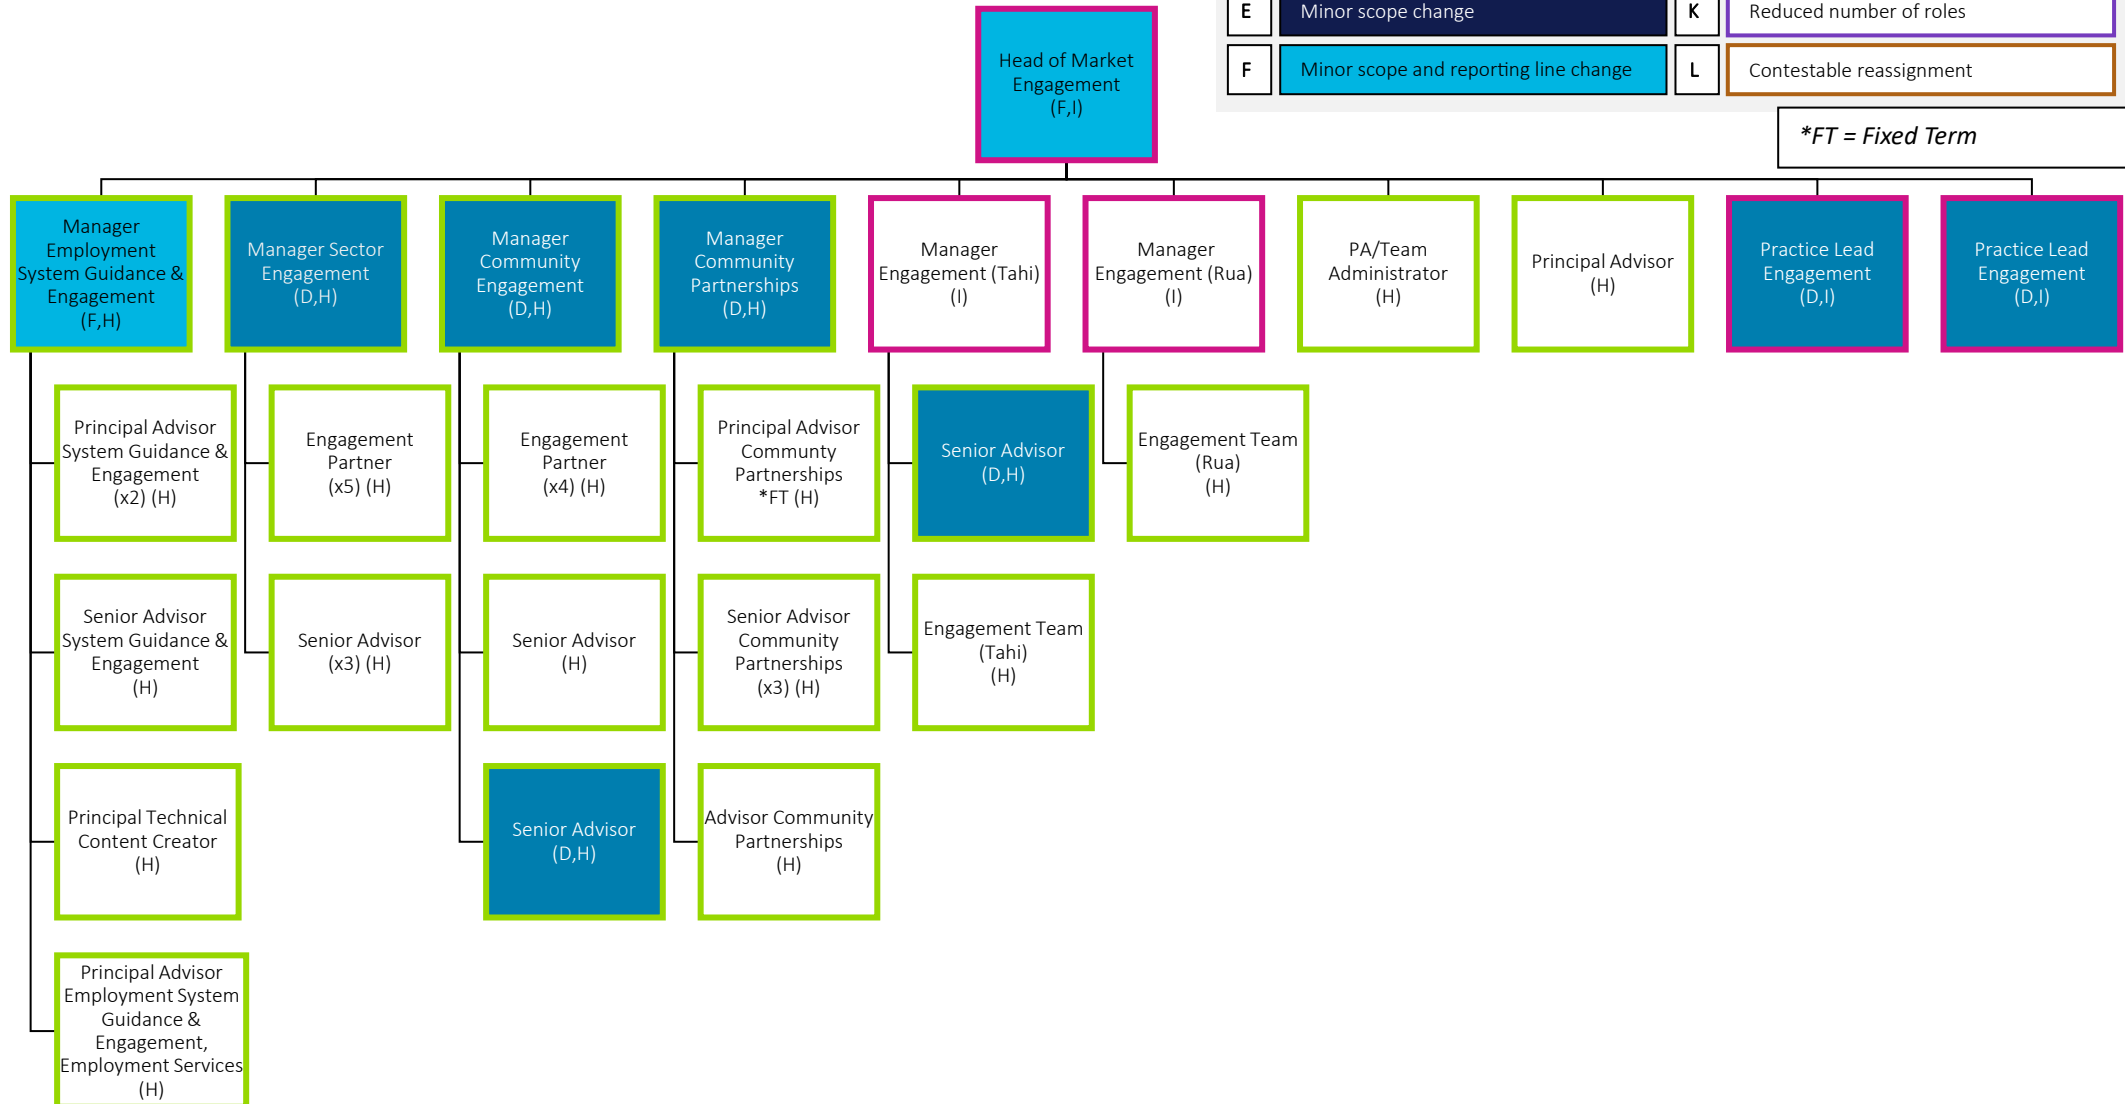 E Minor scope change K Reduced number of roles
F Minor scope and reporting line change L Contestable reassignment
*FT = Fixed Term
Head of Market
Engagement
(F,I)
Manager
Employment
System Guidance &
Engagement
(F,H)
Manager Sector
Engagement
(D,H)
Manager
Community
Engagement
(D,H)
Manager
Community
Partnerships
(D,H)
Manager
Engagement (Tahi)
(I)
Manager
Engagement (Rua)
(I)
PA/Team
Administrator
(H)
Principal Advisor
(H)
Practice Lead
Engagement
(D,I)
Practice Lead
Engagement
(D,I)
Principal Advisor
System Guidance &
Engagement
(x2) (H)
Engagement
Partner
(x5) (H)
Engagement
Partner
(x4) (H)
Principal Advisor
Communty
Partnerships
*FT (H)
Senior Advisor
(D,H)
Engagement Team
(Rua)
(H)
Senior Advisor
System Guidance &
Engagement
(H)
Senior Advisor
(x3) (H)
Senior Advisor
(H)
Senior Advisor
Community
Partnerships
(x3) (H)
Engagement Team
(Tahi)
(H)
Principal Technical
Content Creator
(H)
Senior Advisor
(D,H)
Advisor Community
Partnerships
(H)
Principal Advisor
Employment System
Guidance &
Engagement,
Employment Services
(H)